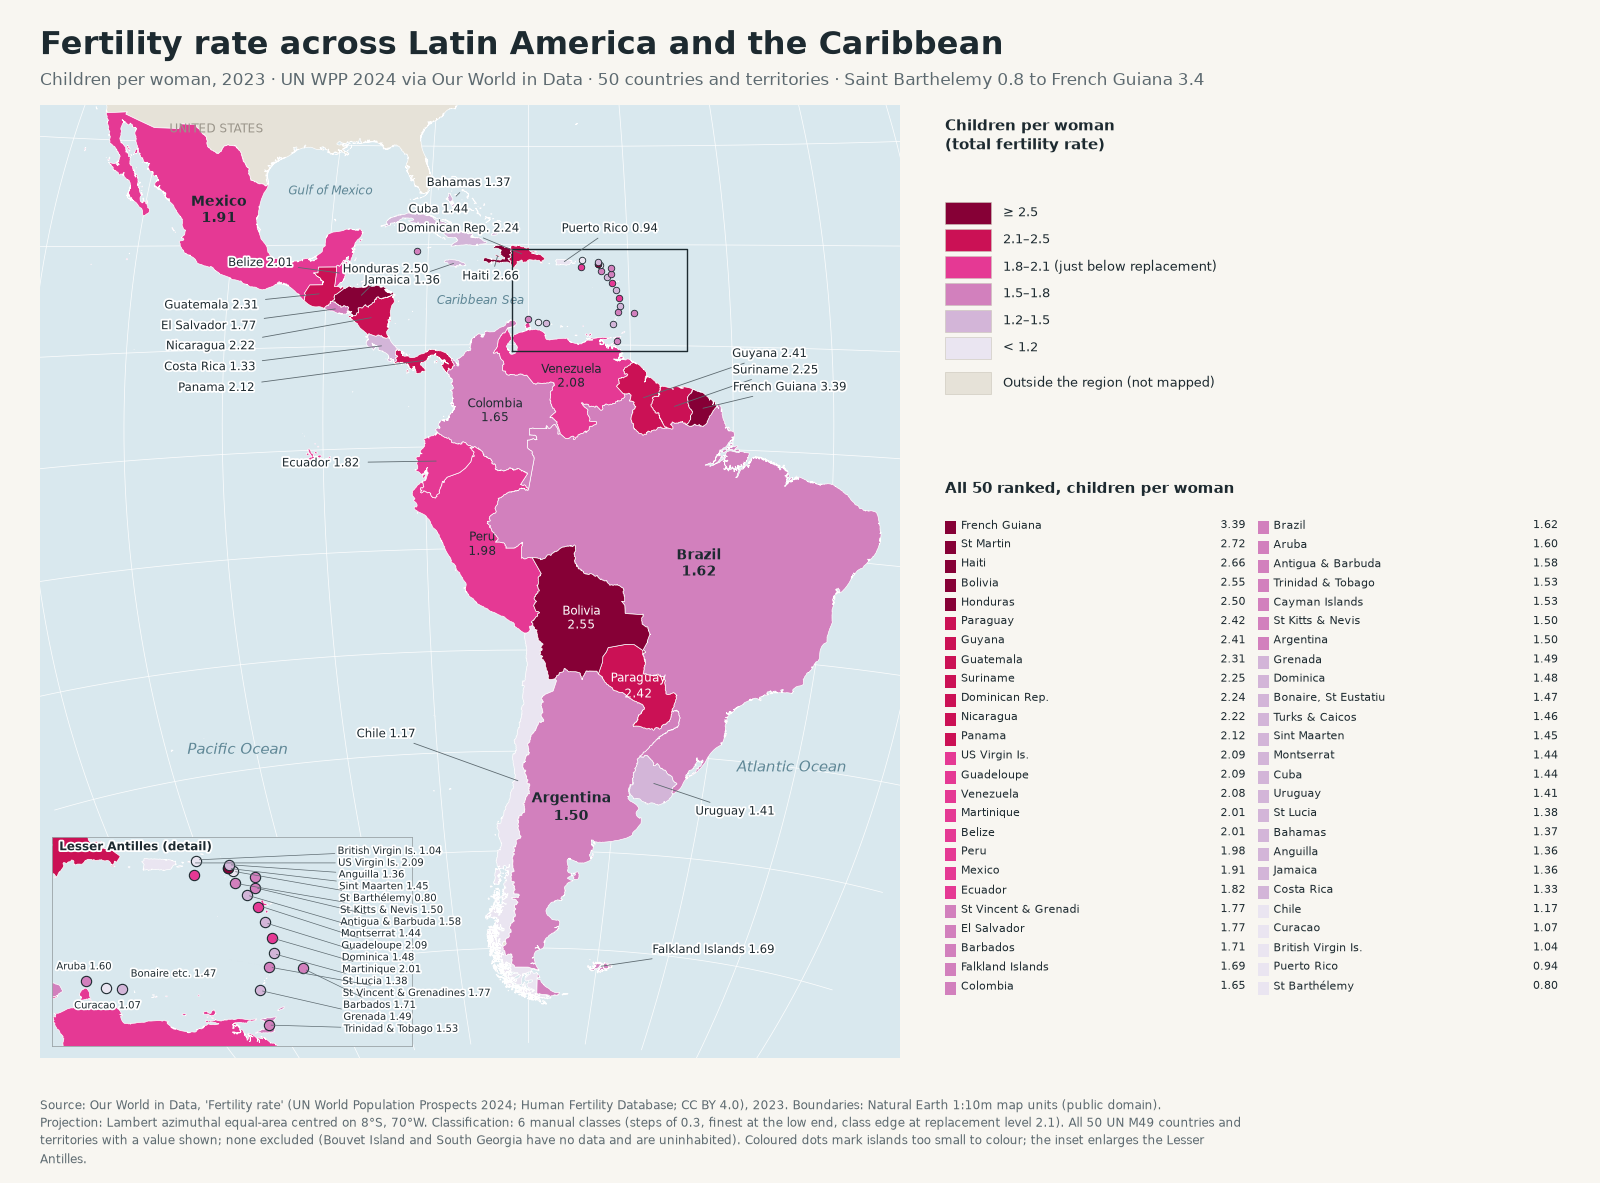 Fertility rate across Latin America and the Caribbean
Children per woman, 2023 · UN WPP 2024 via Our World in Data · 50 countries and territories · Saint Barthelemy 0.8 to French Guiana 3.4
UNITED STATES
Gulf of Mexico
Mexico
1.91
Bahamas 1.37
Cuba 1.44
Dominican Rep. 2.24
Puerto Rico 0.94
Belize 2.01
Honduras 2.50
Jamaica 1.36
Haiti 2.66
Caribbean Sea
Guatemala 2.31
El Salvador 1.77
Nicaragua 2.22
Costa Rica 1.33
Panama 2.12
Venezuela
2.08
Guyana 2.41
Suriname 2.25
French Guiana 3.39
Colombia
1.65
Ecuador 1.82
Peru
1.98
Brazil
1.62
Bolivia
2.55
Paraguay
2.42
Chile 1.17
Pacific Ocean
Atlantic Ocean
Argentina
1.50
Uruguay 1.41
Falkland Islands 1.69
Lesser Antilles (detail)
British Virgin Is. 1.04
US Virgin Is. 2.09
Anguilla 1.36
Sint Maarten 1.45
St Barthélemy 0.80
St Kitts & Nevis 1.50
Antigua & Barbuda 1.58
Montserrat 1.44
Guadeloupe 2.09
Dominica 1.48
Martinique 2.01
St Lucia 1.38
St Vincent & Grenadines 1.77
Barbados 1.71
Grenada 1.49
Trinidad & Tobago 1.53
Aruba 1.60
Bonaire etc. 1.47
Curacao 1.07
Children per woman
(total fertility rate)
≥ 2.5
2.1–2.5
1.8–2.1 (just below replacement)
1.5–1.8
1.2–1.5
< 1.2
Outside the region (not mapped)
All 50 ranked, children per woman
French Guiana 3.39
St Martin 2.72
Haiti 2.66
Bolivia 2.55
Honduras 2.50
Paraguay 2.42
Guyana 2.41
Guatemala 2.31
Suriname 2.25
Dominican Rep. 2.24
Nicaragua 2.22
Panama 2.12
US Virgin Is. 2.09
Guadeloupe 2.09
Venezuela 2.08
Martinique 2.01
Belize 2.01
Peru 1.98
Mexico 1.91
Ecuador 1.82
St Vincent & Grenadi 1.77
El Salvador 1.77
Barbados 1.71
Falkland Islands 1.69
Colombia 1.65
Brazil 1.62
Aruba 1.60
Antigua & Barbuda 1.58
Trinidad & Tobago 1.53
Cayman Islands 1.53
St Kitts & Nevis 1.50
Argentina 1.50
Grenada 1.49
Dominica 1.48
Bonaire, St Eustatiu 1.47
Turks & Caicos 1.46
Sint Maarten 1.45
Montserrat 1.44
Cuba 1.44
Uruguay 1.41
St Lucia 1.38
Bahamas 1.37
Anguilla 1.36
Jamaica 1.36
Costa Rica 1.33
Chile 1.17
Curacao 1.07
British Virgin Is. 1.04
Puerto Rico 0.94
St Barthélemy 0.80
Source: Our World in Data, 'Fertility rate' (UN World Population Prospects 2024; Human Fertility Database; CC BY 4.0), 2023. Boundaries: Natural Earth 1:10m map units (public domain).
Projection: Lambert azimuthal equal-area centred on 8°S, 70°W. Classification: 6 manual classes (steps of 0.3, finest at the low end, class edge at replacement level 2.1). All 50 UN M49 countries and
territories with a value shown; none excluded (Bouvet Island and South Georgia have no data and are uninhabited). Coloured dots mark islands too small to colour; the inset enlarges the Lesser
Antilles.